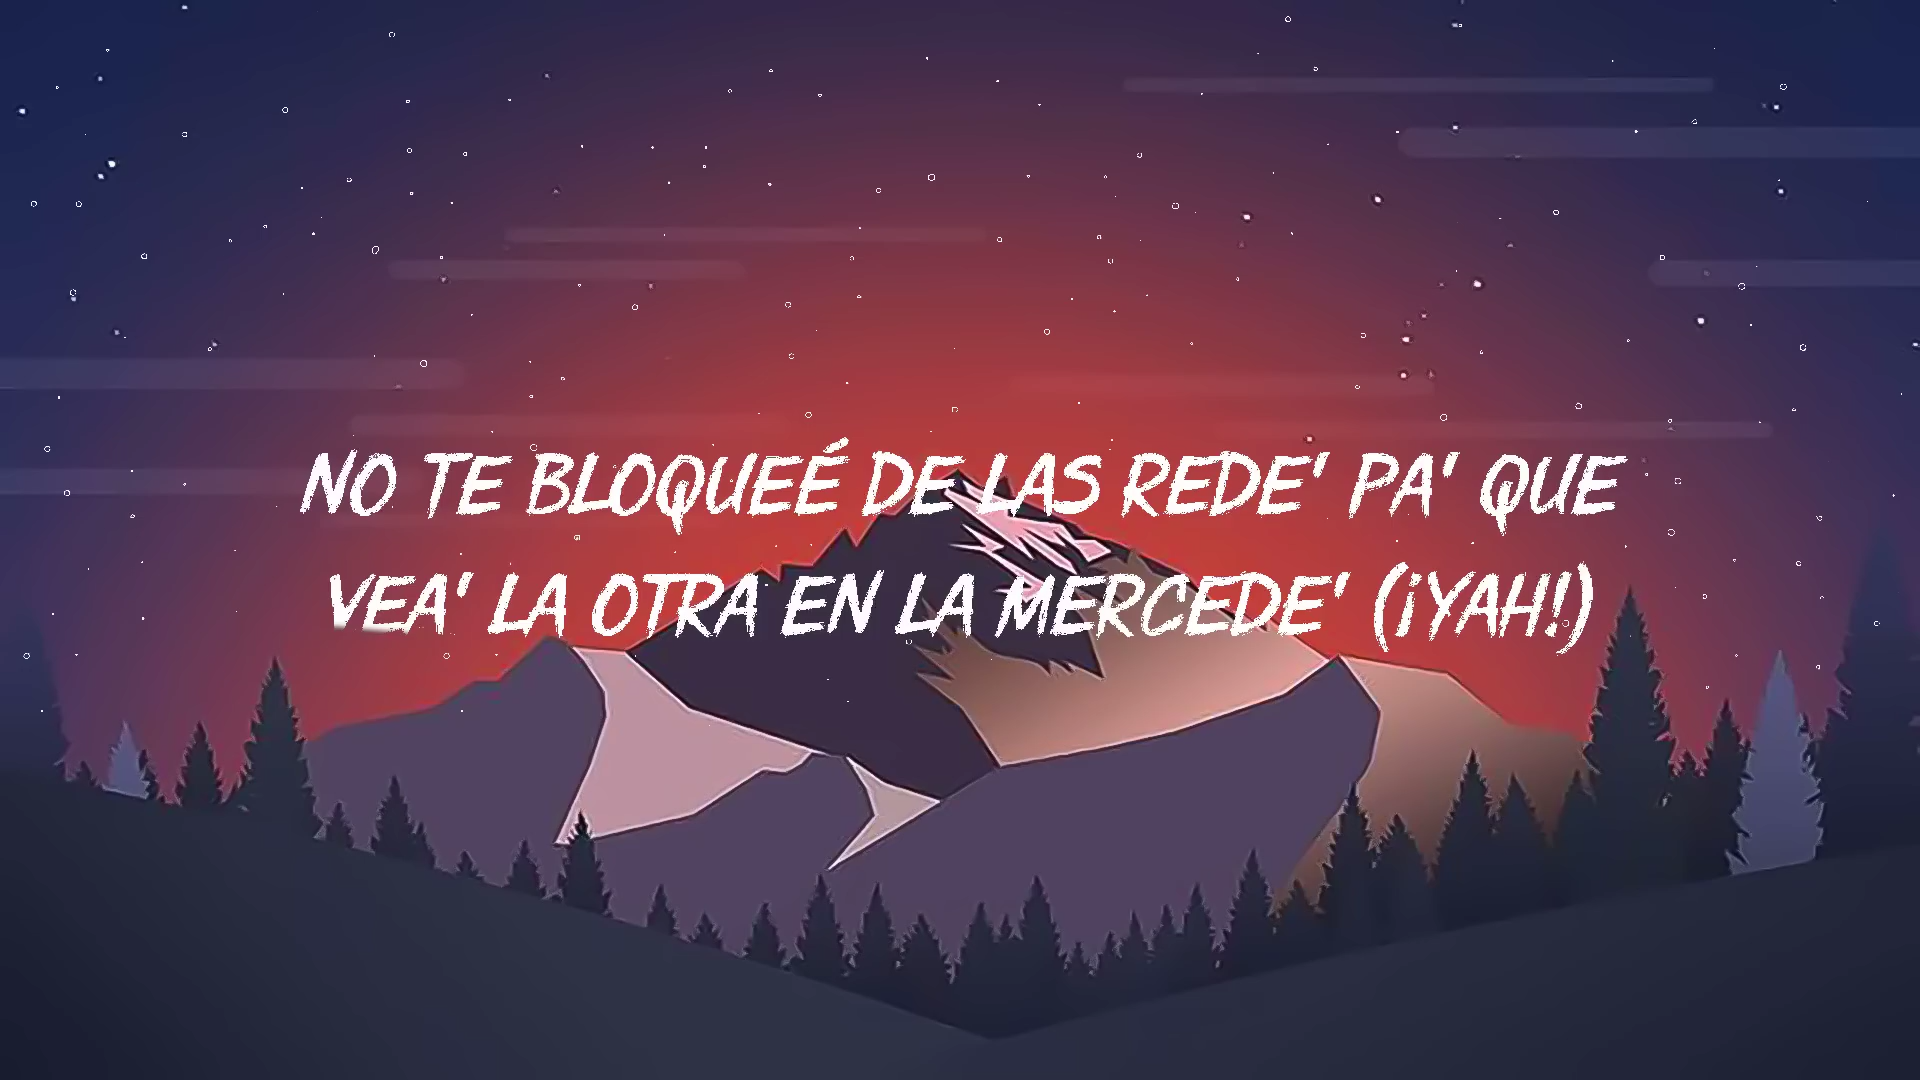 NO TE BLOQUEÉ DE LAS REDE' PA' QUE
VEA' LA OTRA EN LA MERCEDE' (¡YAH!)